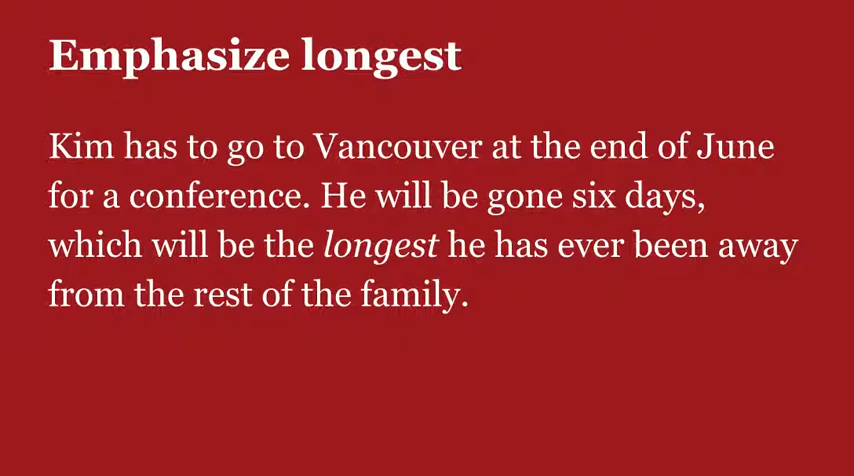 Emphasize longest
Kim has to go to Vancouver at the end of June
for a conference. He will be gone six days,
which will be the longest he has ever been away
from the rest of the family.